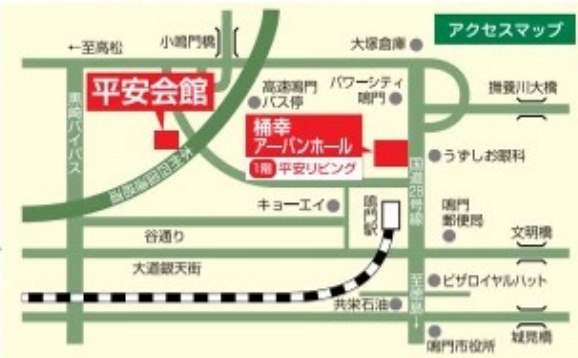 アクセスマップ
←至高松
小鳴門橋
大塚倉庫
平安会館
高速鳴門
バス停
パワーシティ
鳴門
撫養川大橋
黒崎バイパス
桶幸
アーバンホール
1階 平安リビング
うずしお眼科
国道28号線
キョーエイ
鳴門駅
鳴門
郵便局
谷通り
文明橋
大道銀天街
至徳島→
ピザロイヤルハット
共栄石油
鳴門市役所
城見橋